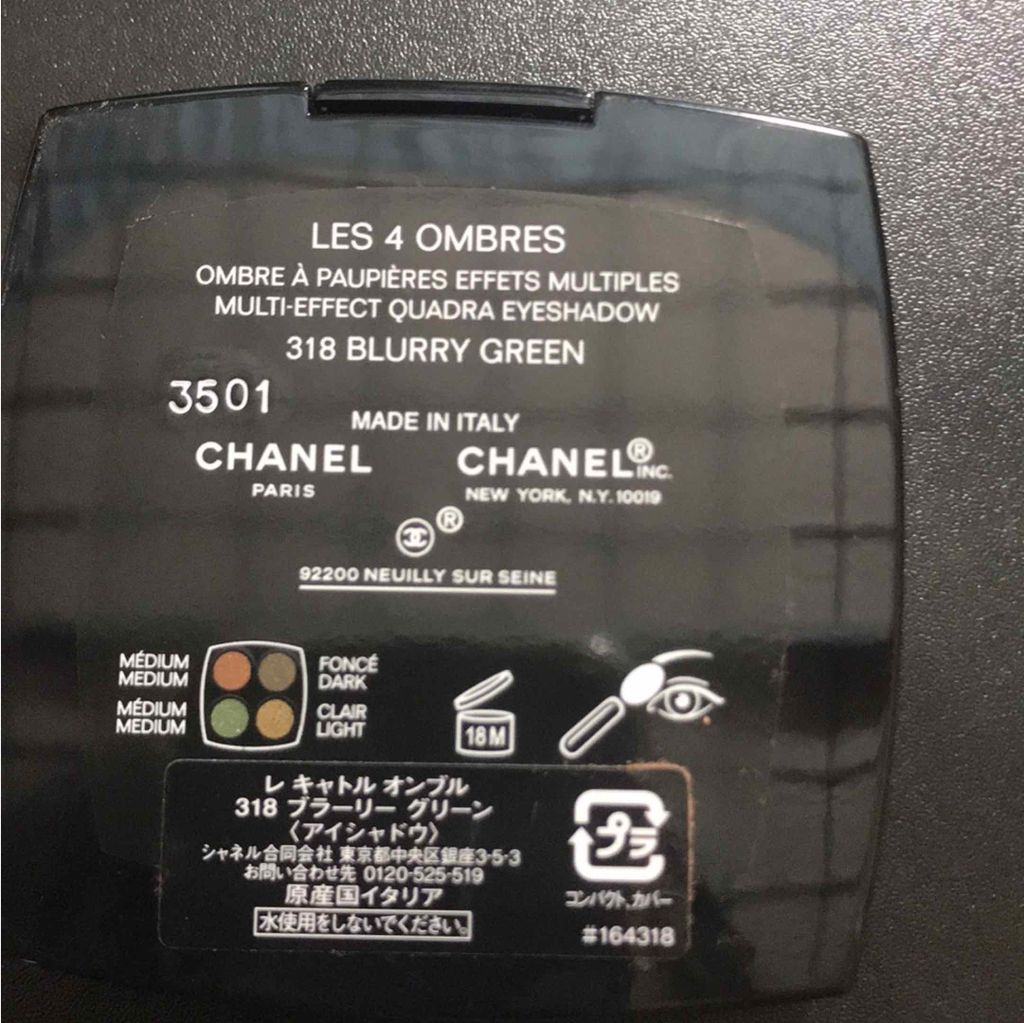 LES 4 OMBRES
OMBRE À PAUPIÈRES EFFETS MULTIPLES
MULTI-EFFECT QUADRA EYESHADOW
318 BLURRY GREEN
3501
MADE IN ITALY
CHANEL
PARIS
CHANEL® INC.
NEW YORK, N.Y. 10019
®
92200 NEUILLY SUR SEINE
MÉDIUM
MEDIUM
FONCÉ
DARK
MÉDIUM
MEDIUM
CLAIR
LIGHT
18M
レ キャトル オンブル
318 ブラーリー グリーン
〈アイシャドウ〉
シャネル合同会社 東京都中央区銀座3-5-3
お問い合わせ先 0120-525-519
原産国イタリア
水使用をしないでください。
プラ
コンパクト、カバー
#164318